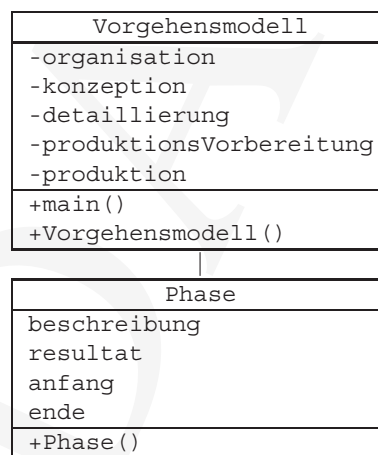 Vorgehensmodell
-organisation
-konzeption
-detaillierung
-produktionsVorbereitung
-produktion
+main()
+Vorgehensmodell()
Phase
beschreibung
resultat
anfang
ende
+Phase()